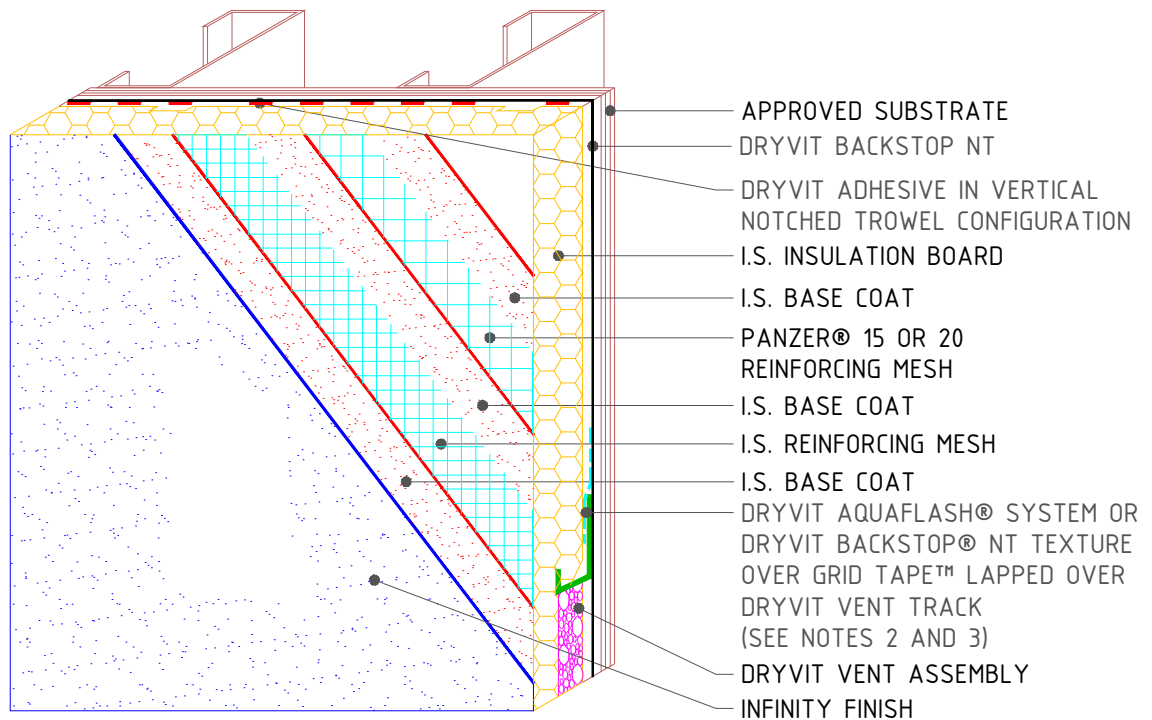 APPROVED SUBSTRATE
DRYVIT BACKSTOP NT
DRYVIT ADHESIVE IN VERTICAL
NOTCHED TROWEL CONFIGURATION
I.S. INSULATION BOARD
I.S. BASE COAT
PANZER® 15 OR 20
REINFORCING MESH
I.S. BASE COAT
I.S. REINFORCING MESH
I.S. BASE COAT
DRYVIT AQUAFLASH® SYSTEM OR
DRYVIT BACKSTOP® NT TEXTURE
OVER GRID TAPE™ LAPPED OVER
DRYVIT VENT TRACK
(SEE NOTES 2 AND 3)
DRYVIT VENT ASSEMBLY
INFINITY FINISH